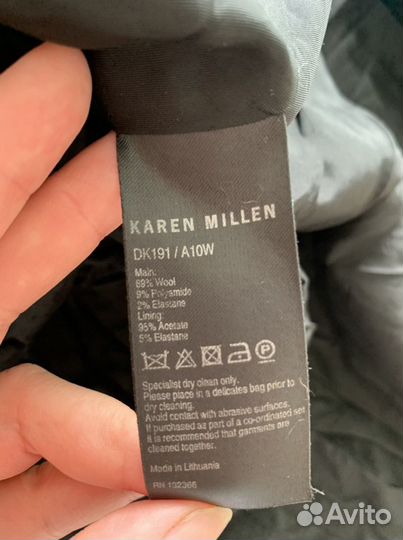 KAREN MILLEN
DK191 / A10W
Main:
89% Wool
9% Polyamide
2% Elastane
Lining:
95% Acetate
5% Elastane
P
Specialist dry clean only.
Please place in a delicates bag prior to
dry cleaning.
Avoid contact with abrasive surfaces.
If purchased as part of a co-ordinated set
it is recommended that garments are
cleaned together.
Made in Lithuania
RN 132366
Avito